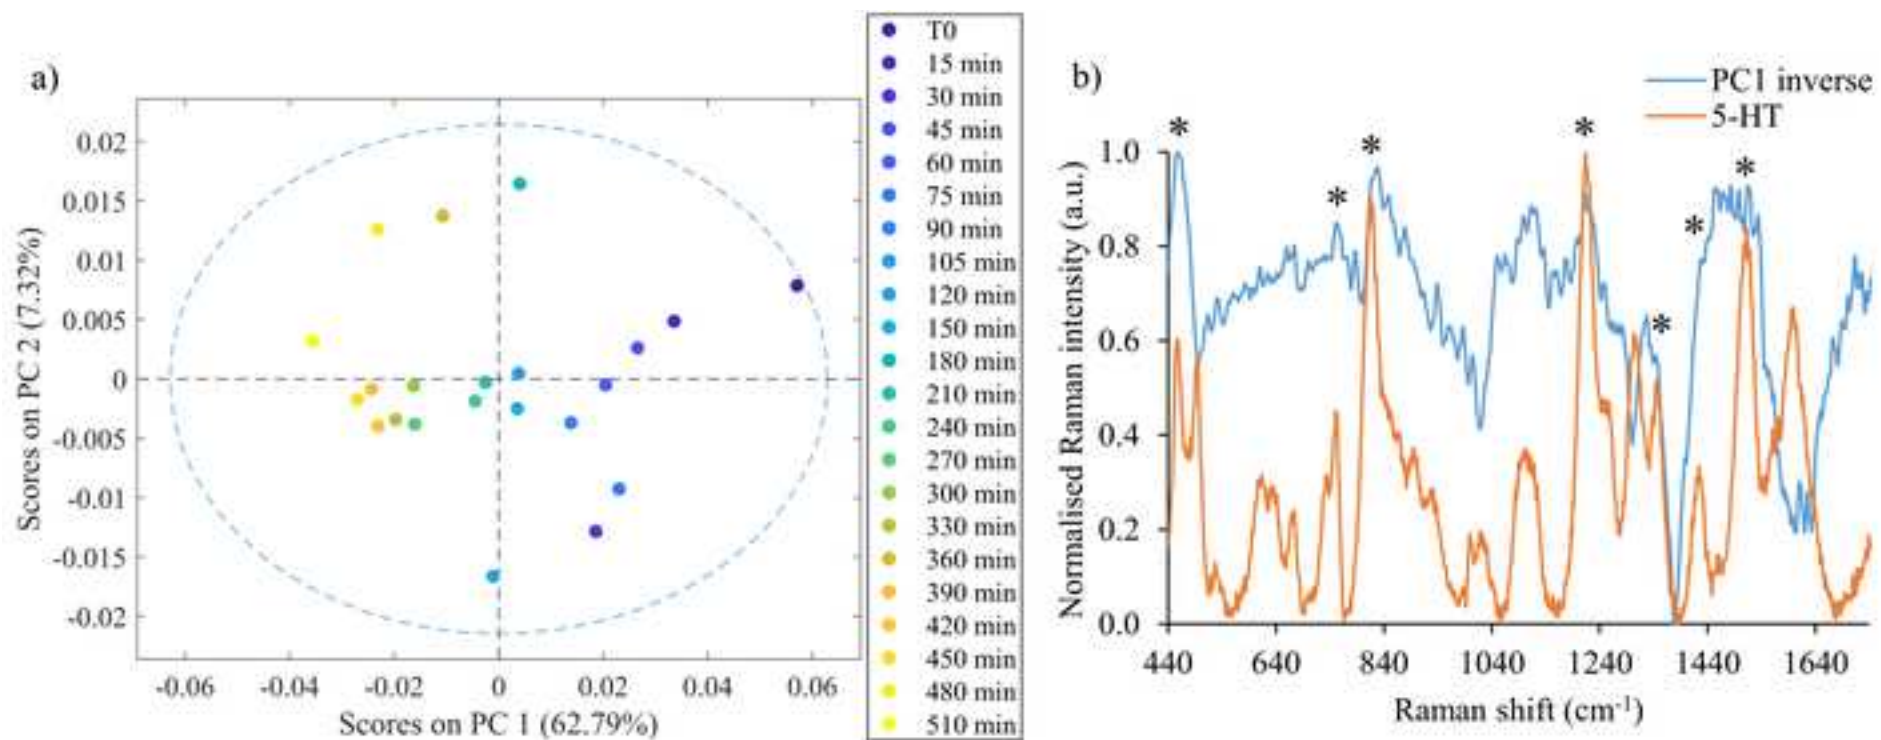 a)
Scores on PC 2 (7.32%)
0.02
0.015
0.01
0.005
0
-0.005
-0.01
-0.015
-0.02
-0.06
-0.04
-0.02
0
0.02
0.04
0.06
Scores on PC 1 (62.79%)
T0
15 min
30 min
45 min
60 min
75 min
90 min
105 min
120 min
150 min
180 min
210 min
240 min
270 min
300 min
330 min
360 min
390 min
420 min
450 min
480 min
510 min
b)
PC1 inverse
5-HT
* * * * * * *
Normalised Raman intensity (a.u.)
1.0
0.8
0.6
0.4
0.2
0.0
440
640
840
1040
1240
1440
1640
Raman shift (cm⁻¹)